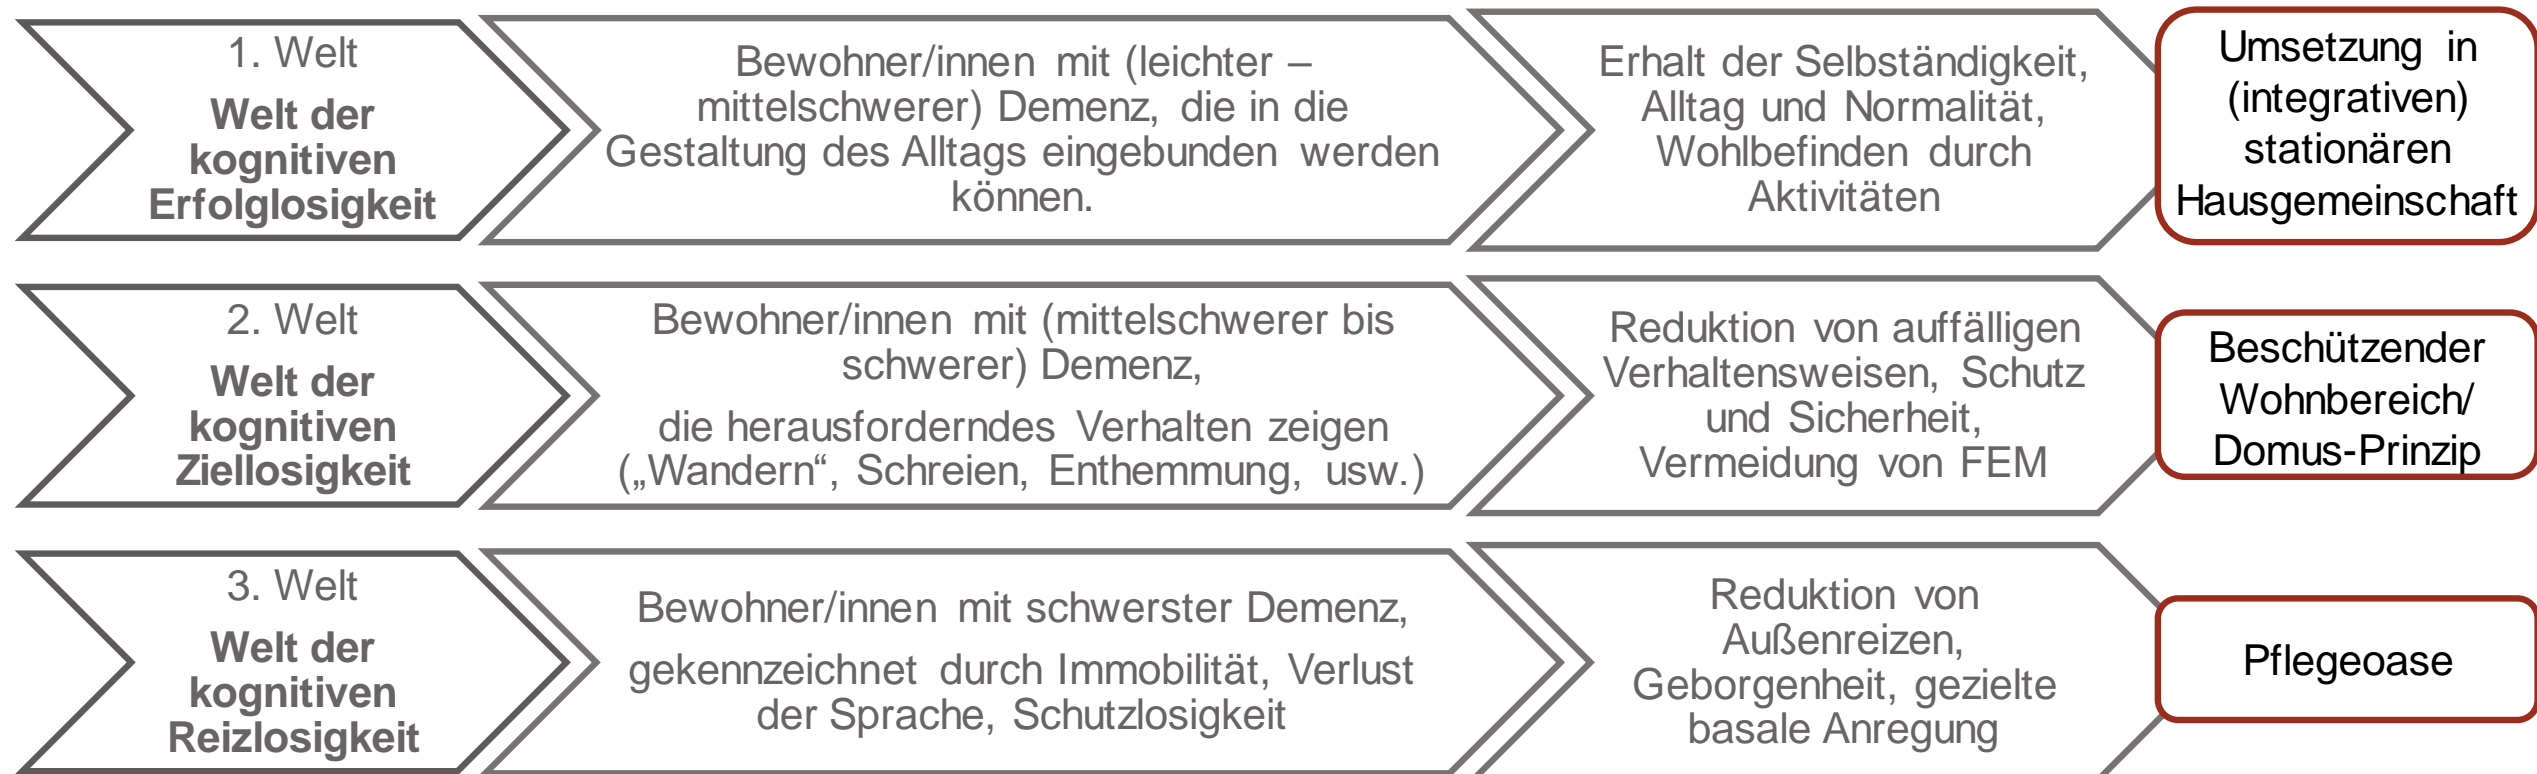 1. Welt
Welt der
kognitiven
Erfolglosigkeit
Bewohner/innen mit (leichter –
mittelschwerer) Demenz, die in die
Gestaltung des Alltags eingebunden werden
können.
Erhalt der Selbständigkeit,
Alltag und Normalität,
Wohlbefinden durch
Aktivitäten
Umsetzung in
(integrativen)
stationären
Hausgemeinschaft
2. Welt
Welt der
kognitiven
Ziellosigkeit
Bewohner/innen mit (mittelschwerer bis
schwerer) Demenz,
die herausforderndes Verhalten zeigen
(„Wandern“, Schreien, Enthemmung, usw.)
Reduktion von auffälligen
Verhaltensweisen, Schutz
und Sicherheit,
Vermeidung von FEM
Beschützender
Wohnbereich/
Domus-Prinzip
3. Welt
Welt der
kognitiven
Reizlosigkeit
Bewohner/innen mit schwerster Demenz,
gekennzeichnet durch Immobilität, Verlust
der Sprache, Schutzlosigkeit
Reduktion von
Außenreizen,
Geborgenheit, gezielte
basale Anregung
Pflegeoase